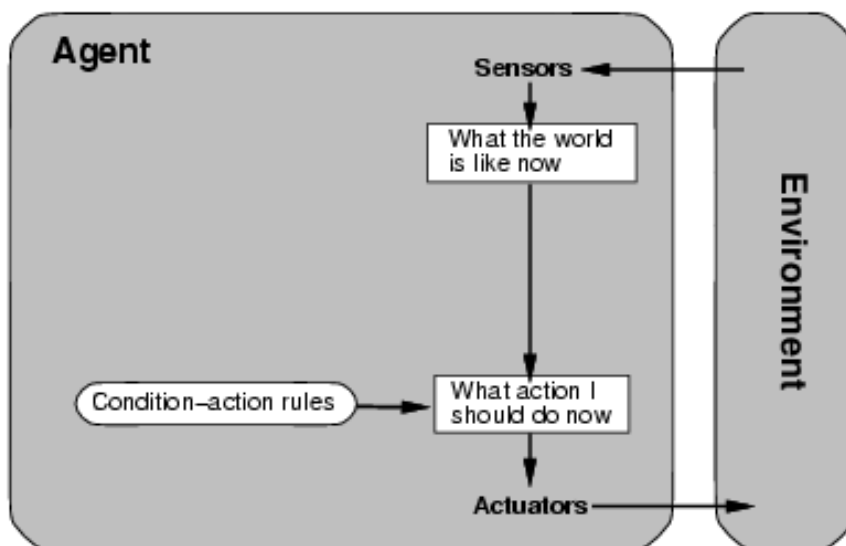 Agent
Sensors
What the world
is like now
Environment
Condition–action rules
What action I
should do now
Actuators